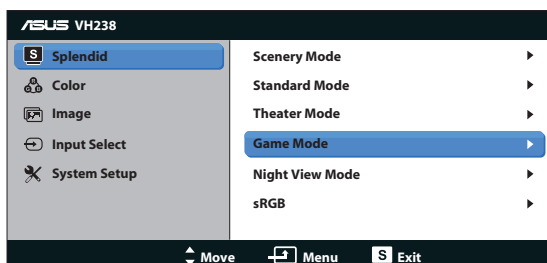 ASUS VH238
S Splendid
Color
Image
Input Select
System Setup
Scenery Mode
Standard Mode
Theater Mode
Game Mode
Night View Mode
sRGB
Move Menu S Exit